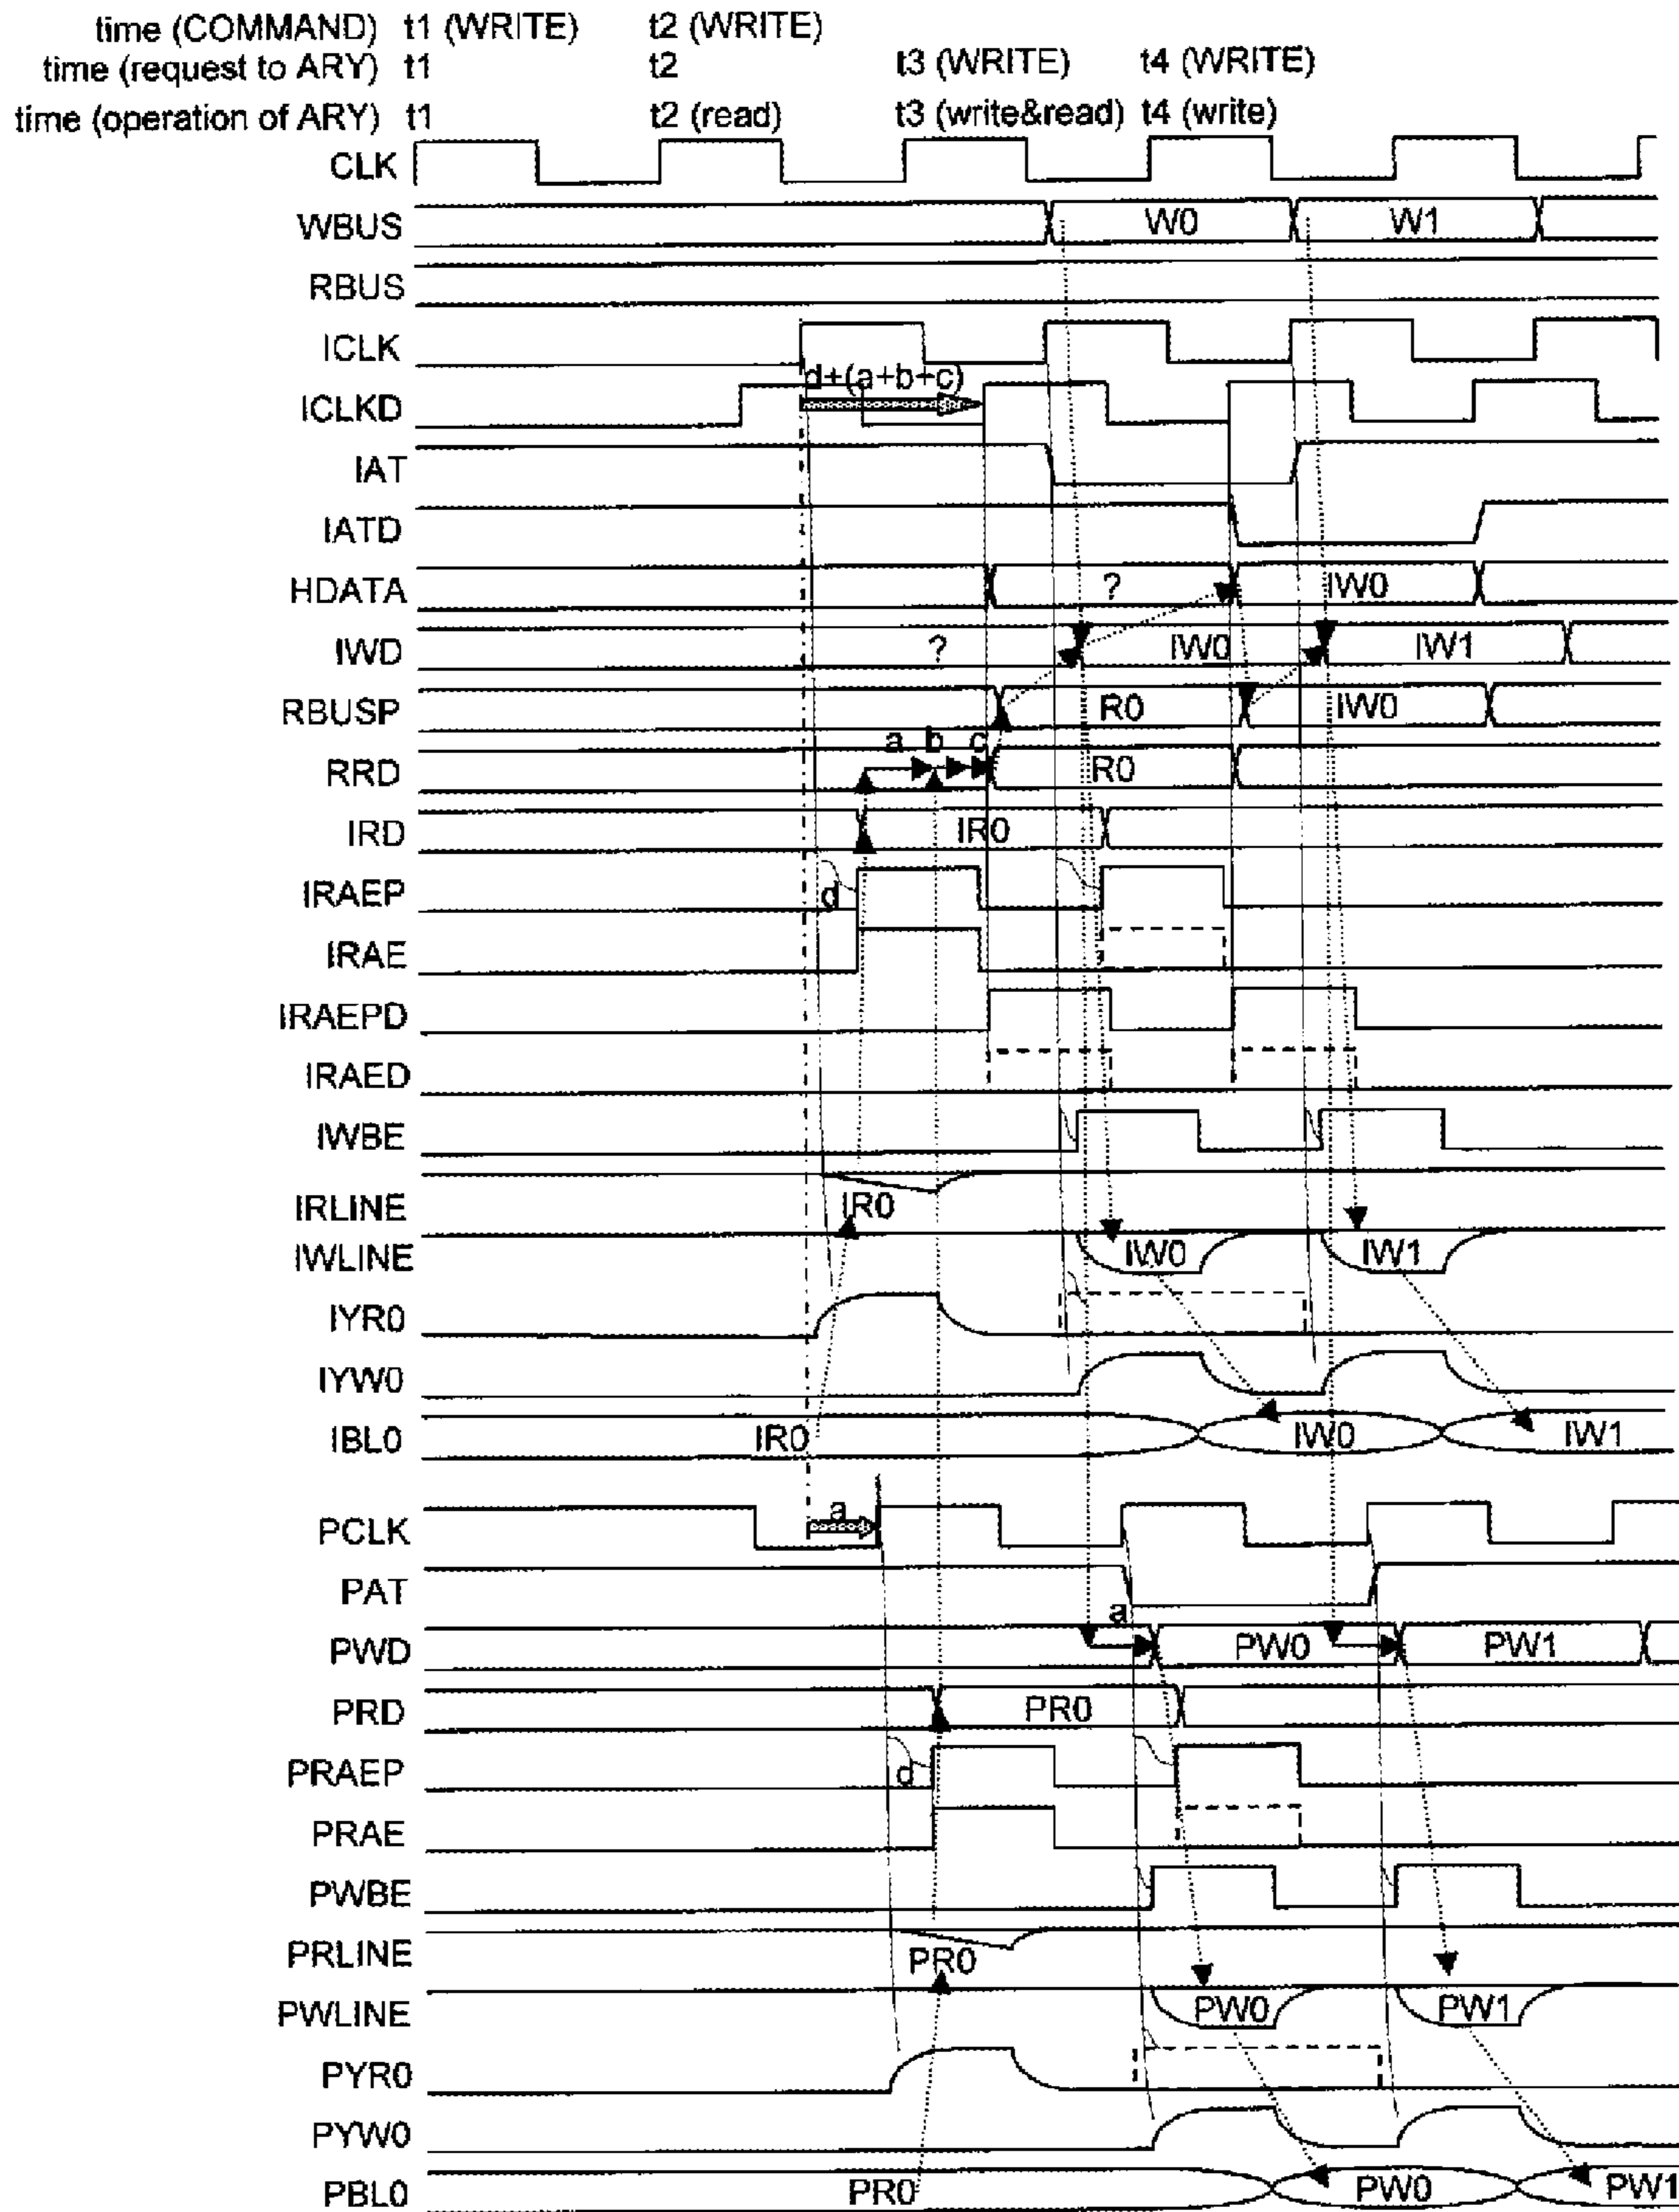 time (COMMAND) t1 (WRITE) t2 (WRITE)
time (request to ARY) t1 t2 t3 (WRITE) t4 (WRITE)
time (operation of ARY) t1 t2 (read) t3 (write&read) t4 (write)
CLK
WBUS W0 W1
RBUS
ICLK
d+(a+b+c)
ICLKD
IAT
IATD
HDATA ? IW0
IWD ? IW0 IW1
RBUSP R0 IW0
a b c
RRD R0
IRD IR0
IRAEP d
IRAE
IRAEPD
IRAED
IWBE
IRLINE IR0
IWLINE IW0 IW1
IYR0
IYW0
IBL0 IR0 IW0 IW1
PCLK a
PAT
a
PWD PW0 PW1
PRD PR0
PRAEP d
PRAE
PWBE
PRLINE PR0
PWLINE PW0 PW1
PYR0
PYW0
PBL0 PR0 PW0 PW1